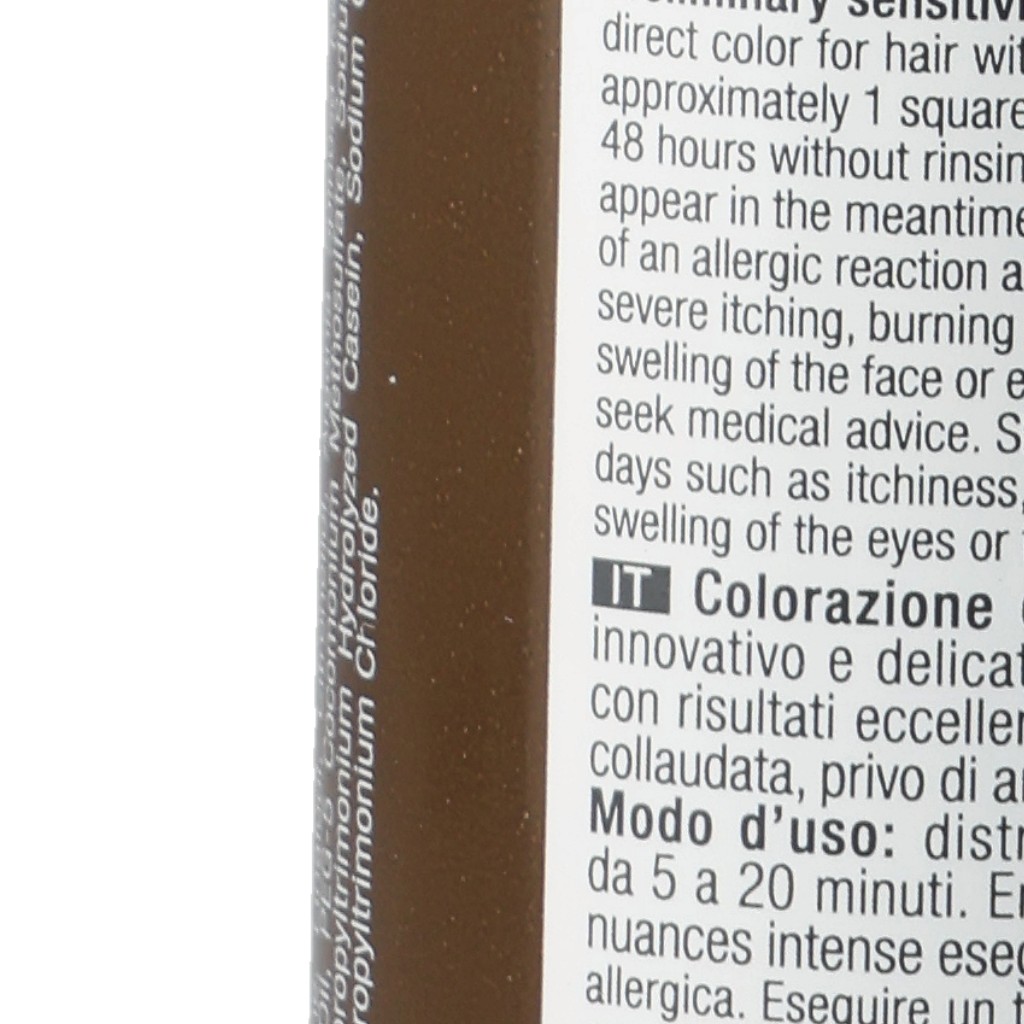 sensitiv
direct color for hair wit
approximately 1 square
48 hours without rinsin
appear in the meantime
of an allergic reaction a
severe itching, burning
swelling of the face or e
seek medical advice. S
days such as itchiness,
swelling of the eyes or
IT Colorazione
innovativo e delicat
con risultati eccellen
collaudata, privo di a
Modo d'uso: distr
da 5 a 20 minuti. E
nuances intense eseg
allergica. Eseguire un t
Hydrolyzed Casein, Sodium
ropyltrimonium Chloride.